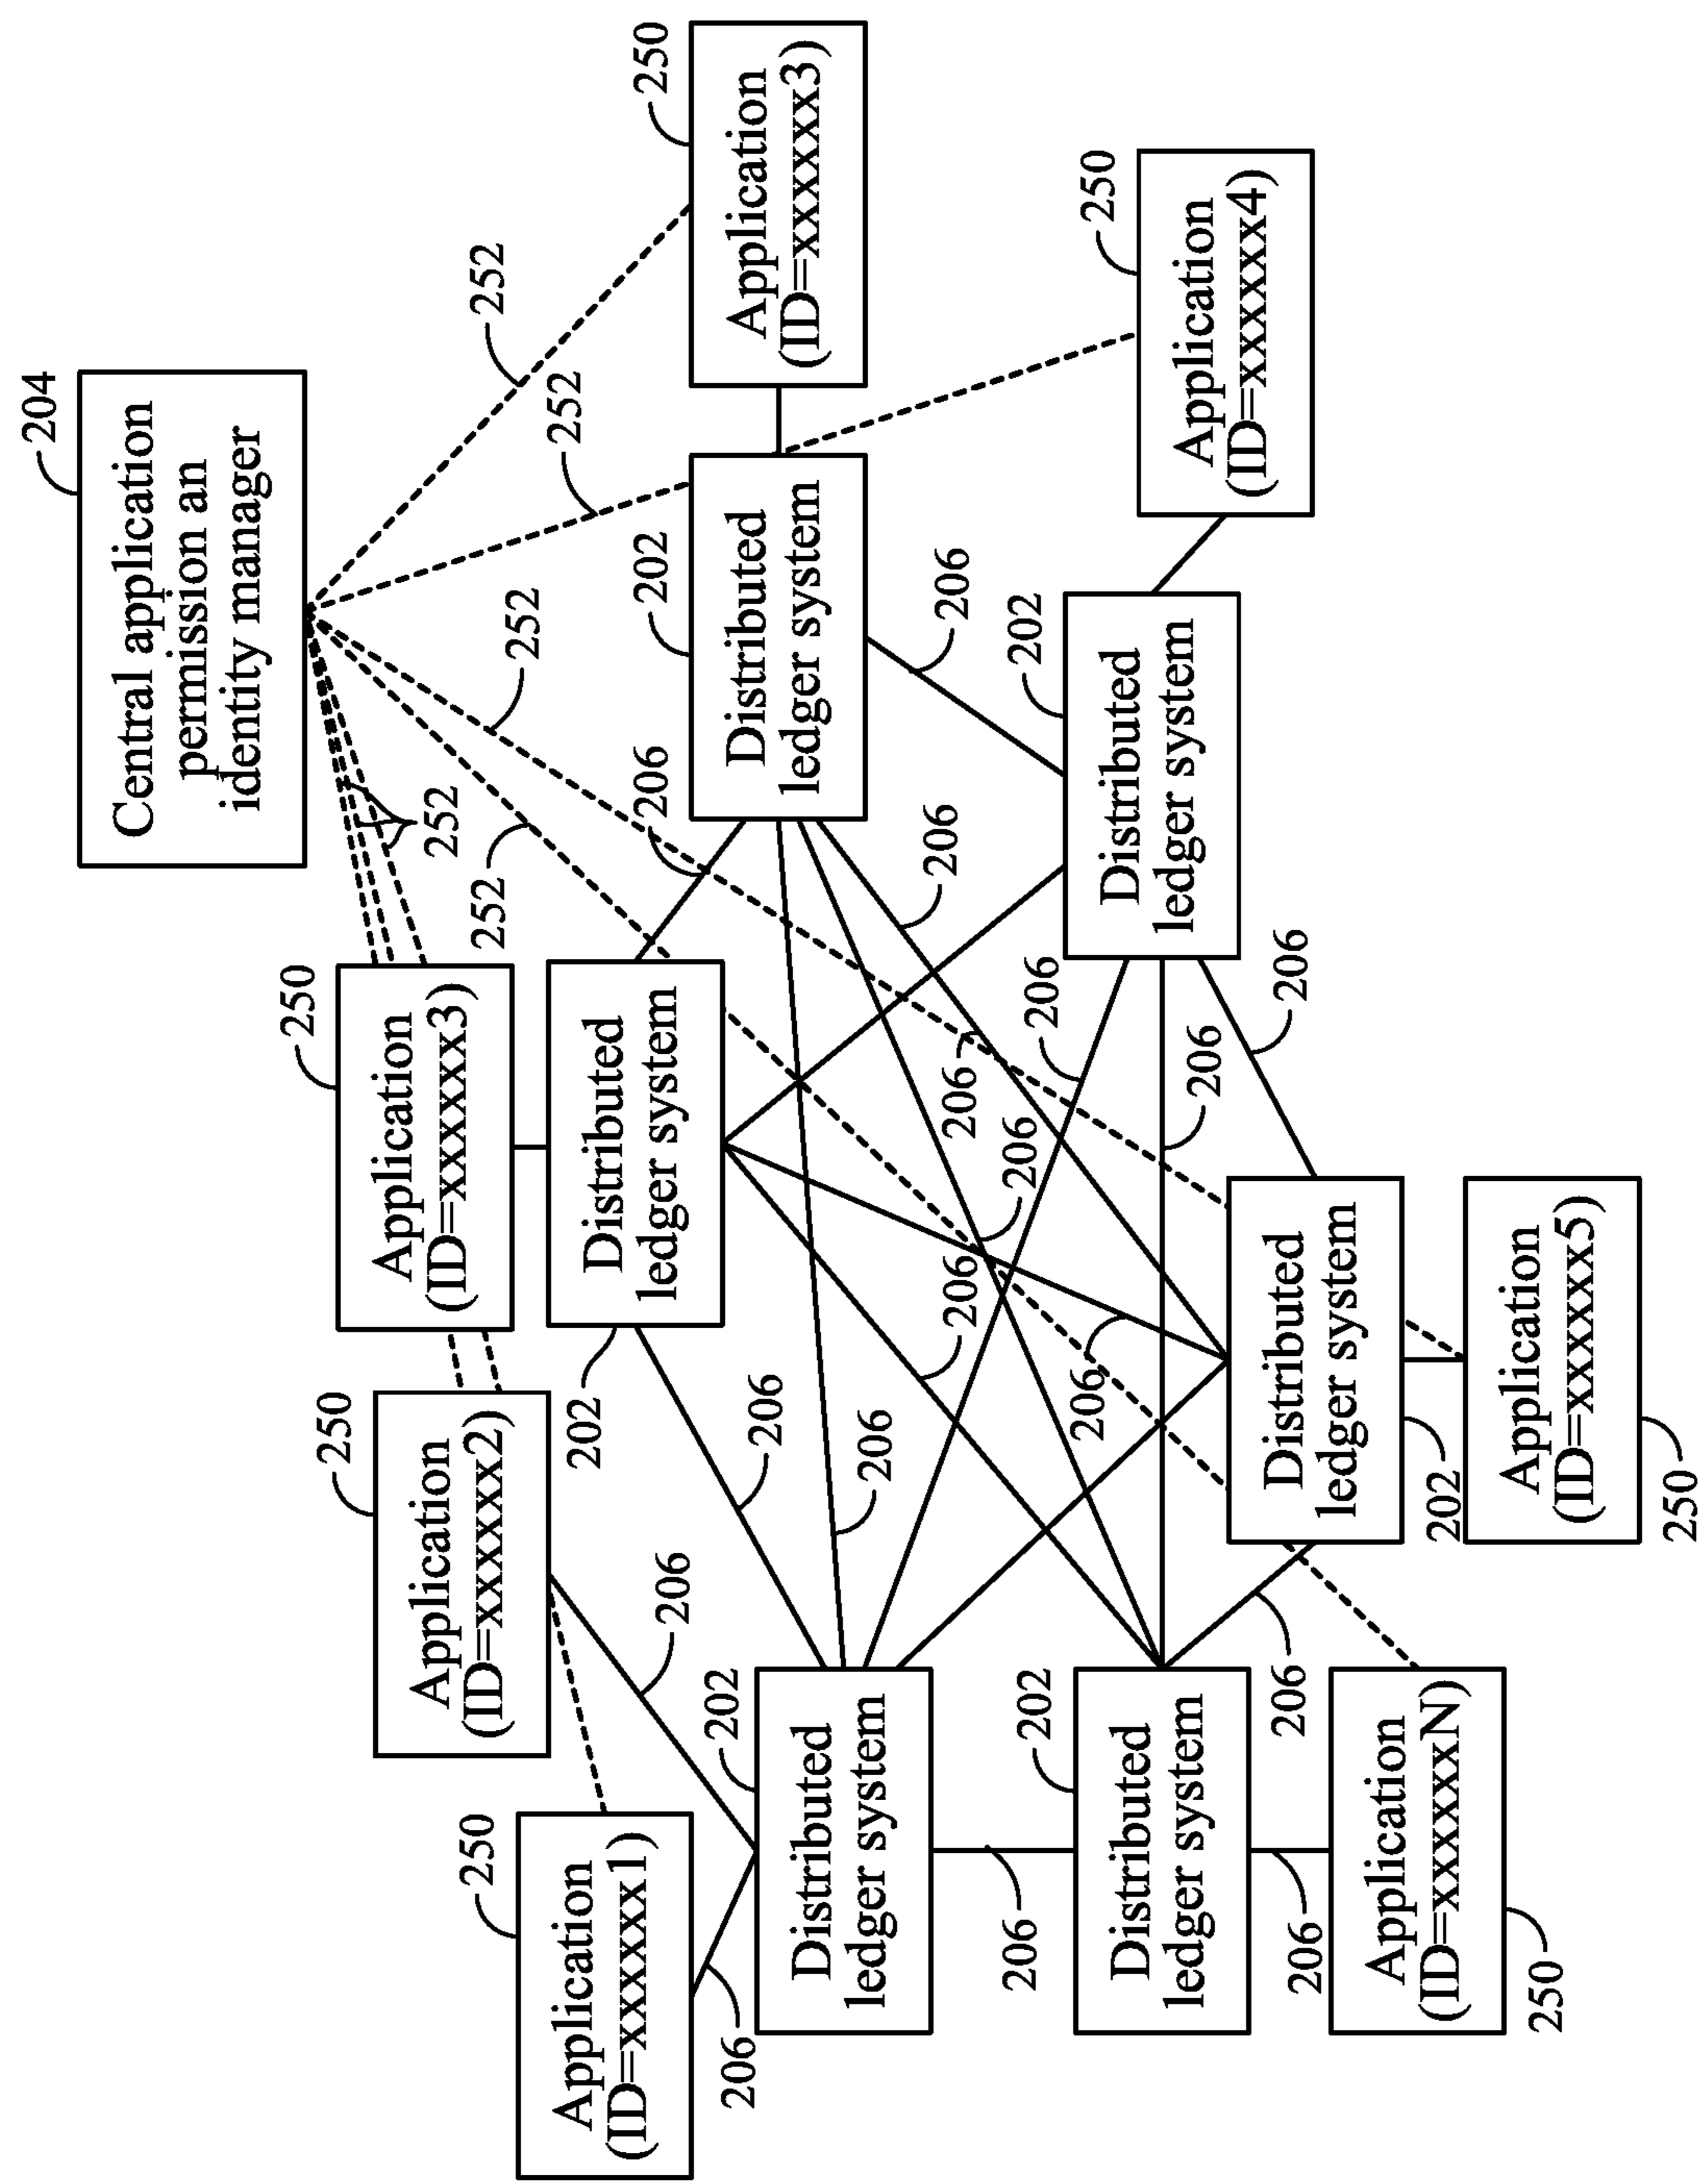 204
Central application
permission an
identity manager
250
Application
(ID=xxxxxx3)
250
Application
(ID=xxxxxx2)
252
252
252
252
252
250
Application
(ID=xxxxxx1)
202
Distributed
ledger system
250
Application
(ID=xxxxxx3)
202
Distributed
ledger system
206
206
206
206
206
202
Distributed
ledger system
206
206
206
206
206
206
206
206
250
Application
(ID=xxxxxx4)
202
Distributed
ledger system
202
Distributed
ledger system
206
206
206
206
202
Distributed
ledger system
250
Application
(ID=xxxxxxN)
250
Application
(ID=xxxxxx5)
250